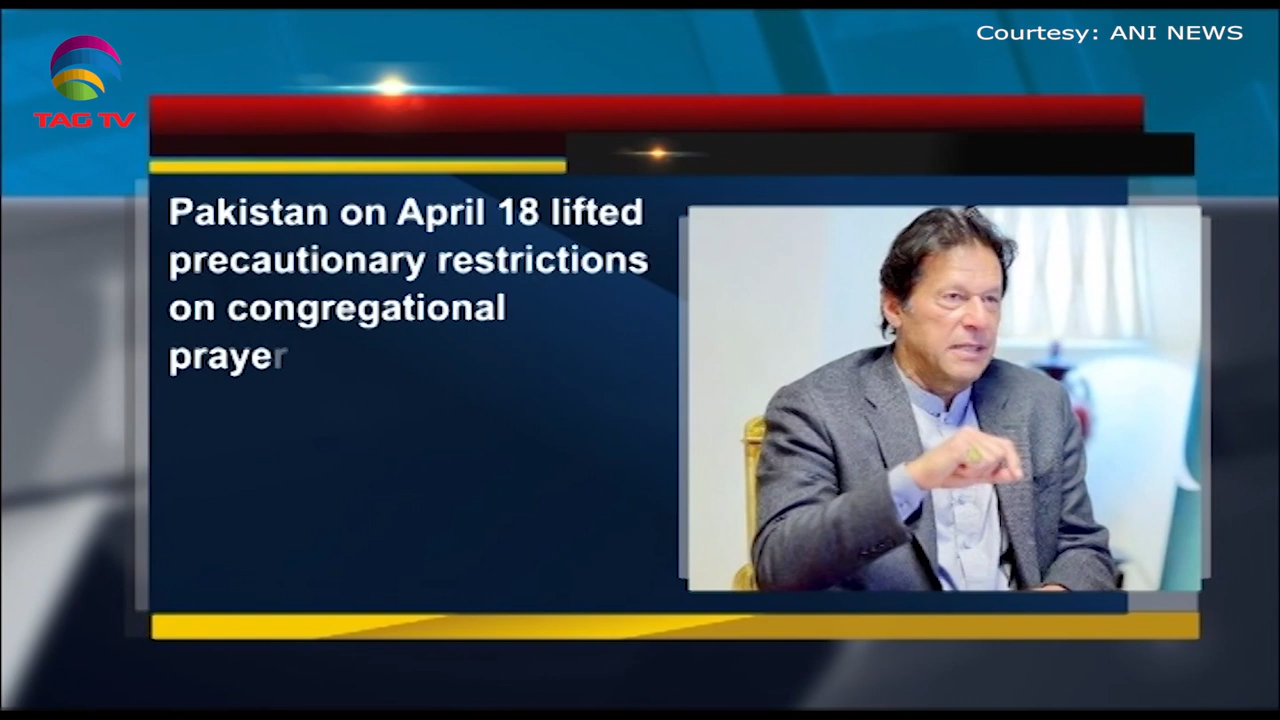 Courtesy: ANI NEWS
TAG TV
Pakistan on April 18 lifted
precautionary restrictions
on congregational
prayer